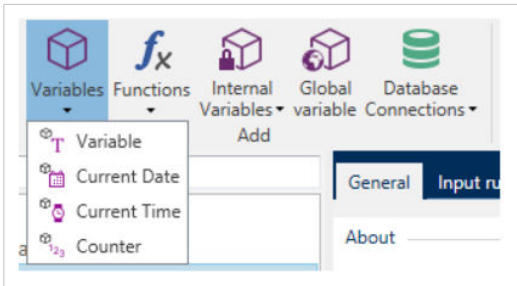 Variables Functions Internal Global Database
Variables variable Connections
Add
T Variable
Current Date
Current Time
123 Counter
General Input ru
About
a